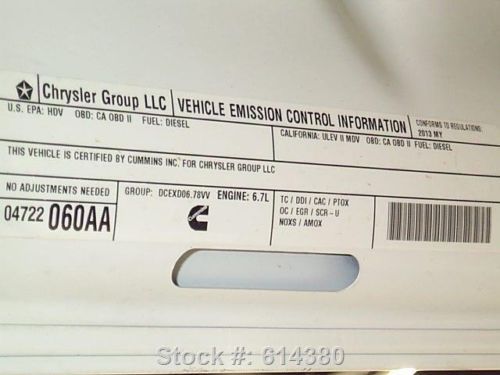 Chrysler Group LLC VEHICLE EMISSION CONTROL INFORMATION CONFORMS TO REGULATIONS:
2013 MY
U.S. EPA: HDV OBD: CA OBD II FUEL: DIESEL
CALIFORNIA: ULEV II MDV OBD: CA OBD II FUEL: DIESEL
THIS VEHICLE IS CERTIFIED BY CUMMINS INC. FOR CHRYSLER GROUP LLC
NO ADJUSTMENTS NEEDED
04722 060AA
GROUP: DCEXD06.78VV ENGINE: 6.7L
TC / DDI / CAC / PTOX
OC / EGR / SCR-U
NOXS / AMOX
Stock #: 614380